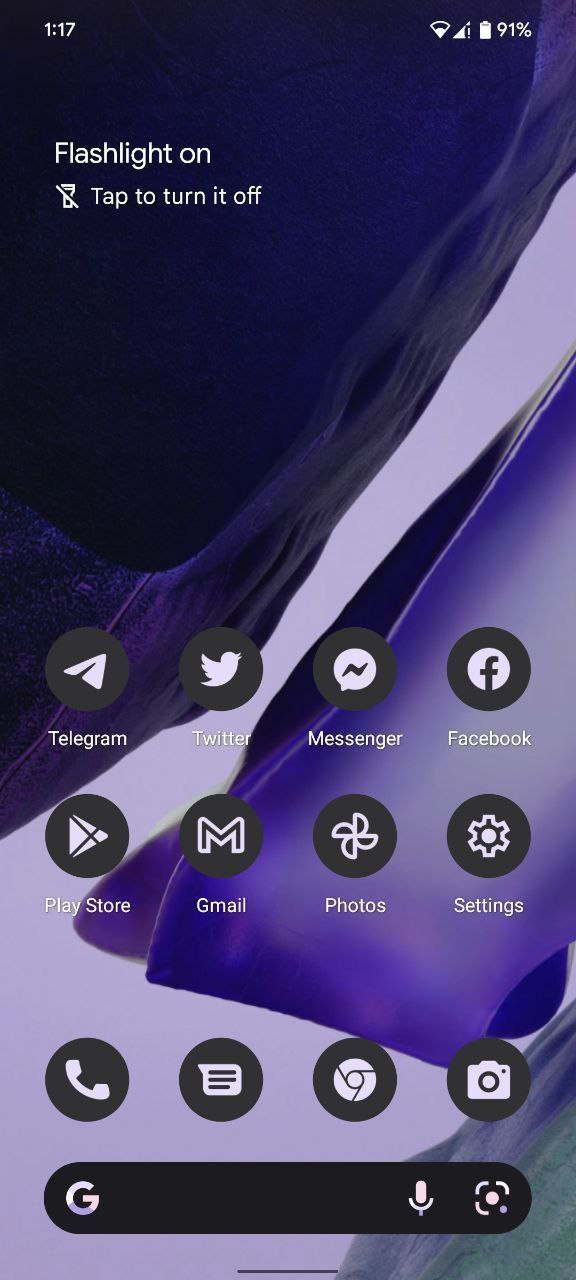 1:17
91%
Flashlight on
Tap to turn it off
Telegram
Twitter
Messenger
Facebook
Play Store
Gmail
Photos
Settings